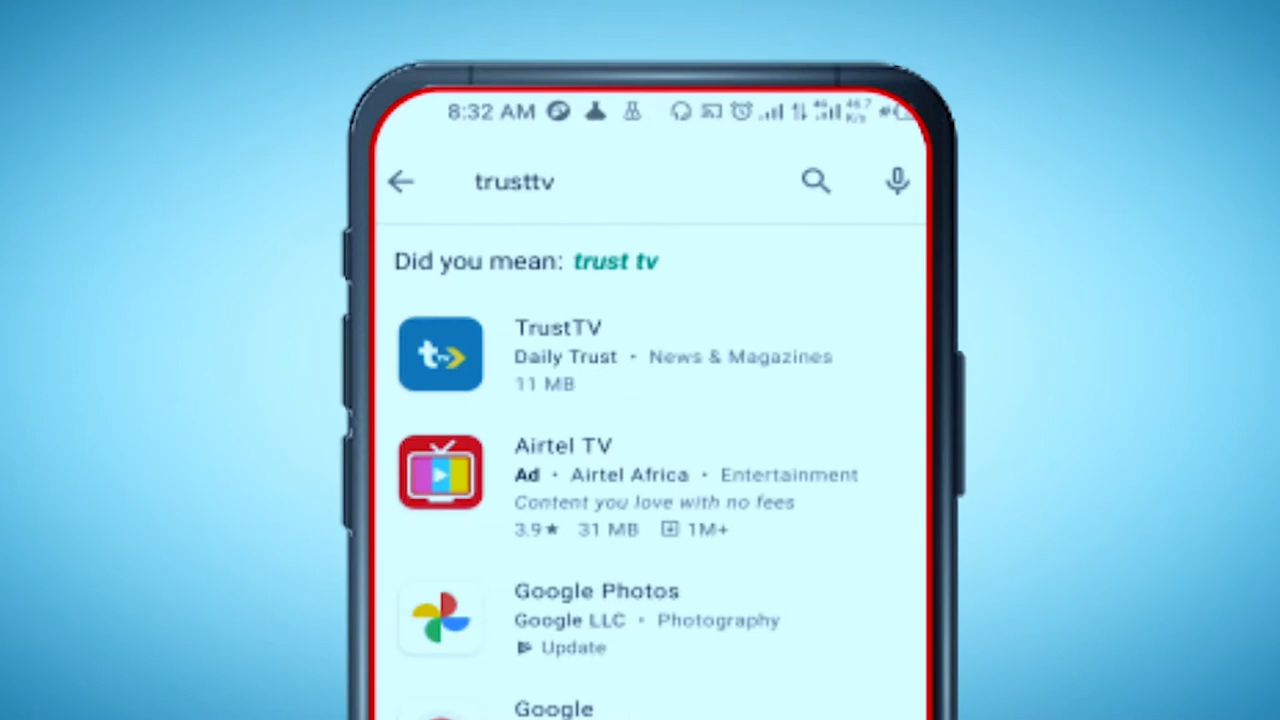 8:32 AM
trusttv
Did you mean: trust tv
TrustTV
Daily Trust · News & Magazines
11 MB
Airtel TV
Ad · Airtel Africa · Entertainment
Content you love with no fees
3.9★ 31 MB 1M+
Google Photos
Google LLC · Photography
Update
Google